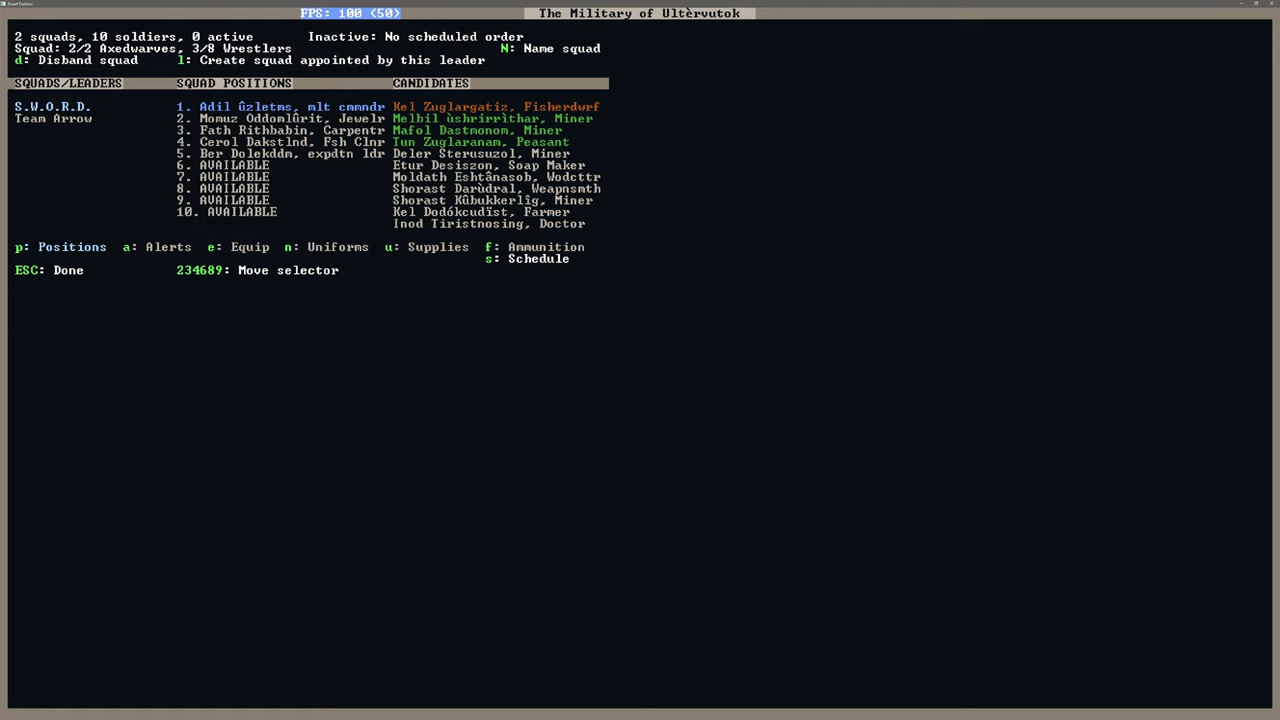 Dwarf Fortress
FPS: 100 (50)
The Military of Ultèrvutok
2 squads, 10 soldiers, 0 active Inactive: No scheduled order
Squad: 2/2 Axedwarves, 3/8 Wrestlers N: Name squad
d: Disband squad l: Create squad appointed by this leader
SQUADS/LEADERS SQUAD POSITIONS CANDIDATES
S.W.O.R.D. 1. Adil ûzletms, mlt cmmndr Kel Zuglargatiz, Fisherdwrf
Team Arrow 2. Momuz Oddomlûrit, Jewelr Melbil ùshrirrìthar, Miner
3. Fath Rithbabin, Carpentr Mafol Dastmonom, Miner
4. Cerol Dakstlnd, Fsh Clnr Tun Zuglaranam, Peasant
5. Ber Dolekddm, expdtn ldr Deler Sterusuzol, Miner
6. AVAILABLE Etur Desiszon, Soap Maker
7. AVAILABLE Moldath Eshtânasob, Wodcttr
8. AVAILABLE Shorast Darùdral, Weapnsmth
9. AVAILABLE Shorast Kûbukkerlîg, Miner
10. AVAILABLE Kel Dodókcudïst, Farmer
Inod Tiristnosing, Doctor
p: Positions a: Alerts e: Equip n: Uniforms u: Supplies f: Ammunition
s: Schedule
ESC: Done 234689: Move selector